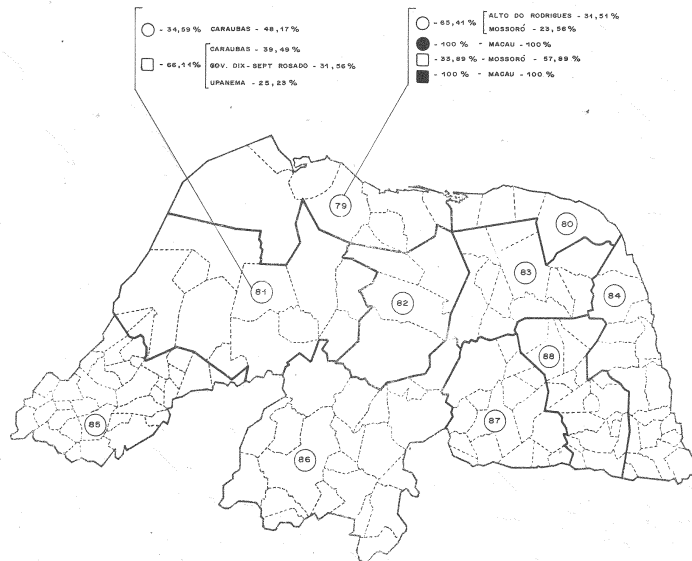 - 34,59 % CARAUBAS - 48,17%
CARAUBAS - 39,49 %
- 66,11% GOV. DIX-SEPT ROSADO - 31,56 %
UPANEMA - 25,23 %
- 65,41 % ALTO DO RODRIGUES - 31,51 %
MOSSORÓ - 23,58 %
- 100 % - MACAU - 100 %
- 33,89 % - MOSSORÓ - 57,89 %
- 100 % - MACAU - 100 %
79
80
81
82
83
84
88
85
86
87